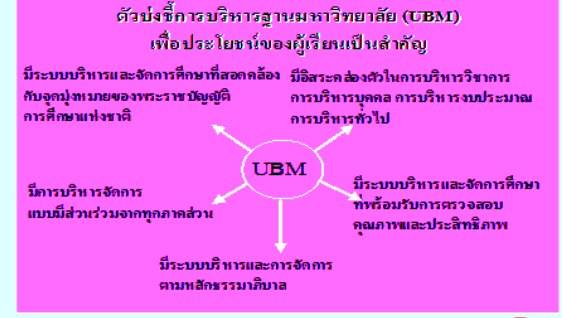 ตัวบ่งชี้การบริหารฐานมหาวิทยาลัย (UBM)
เพื่อประโยชน์ของผู้เรียนเป็นสำคัญ
มีระบบบริหารและจัดการศึกษาที่สอดคล้อง
กับจุดมุ่งหมายของพระราชบัญญัติ
การศึกษาแห่งชาติ
มีอิสระคล่องตัวในการบริหารวิชาการ
การบริหารบุคคล การบริหารงบประมาณ
การบริหารทั่วไป
UBM
มีการบริหารจัดการ
แบบมีส่วนร่วมจากทุกภาคส่วน
มีระบบบริหารและจัดการศึกษา
ที่พร้อมรับการตรวจสอบ
คุณภาพและประสิทธิภาพ
มีระบบบริหารและการจัดการ
ตามหลักธรรมาภิบาล